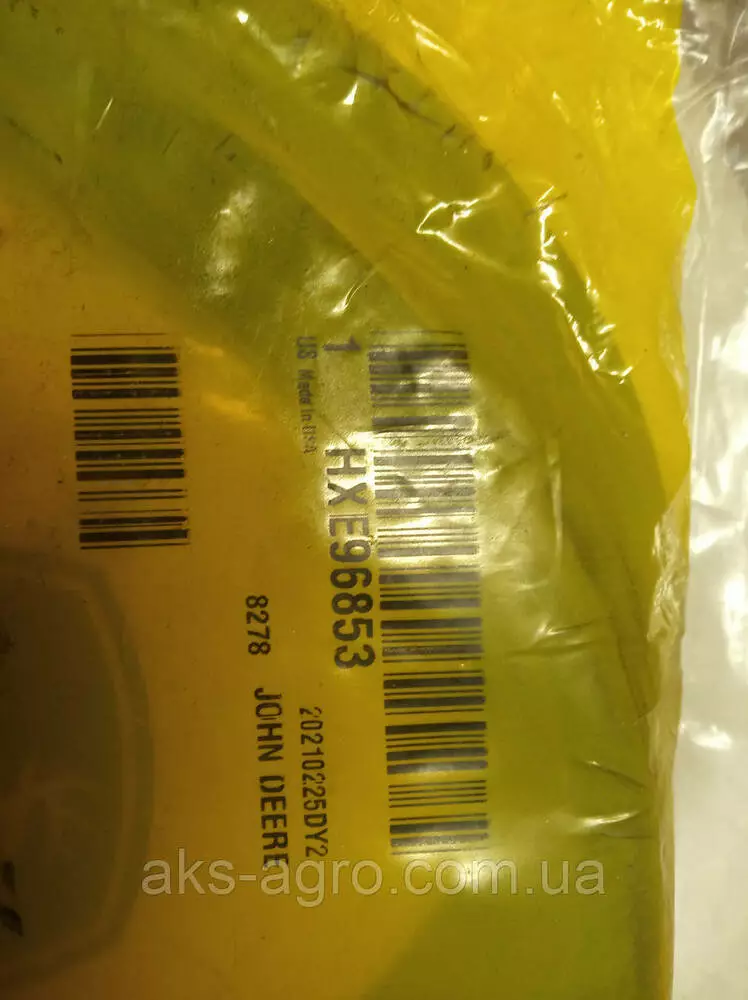 1 HXE96853
US Made in USA
20210225DY2
8278 JOHN DEERE
aks-agro.com.ua